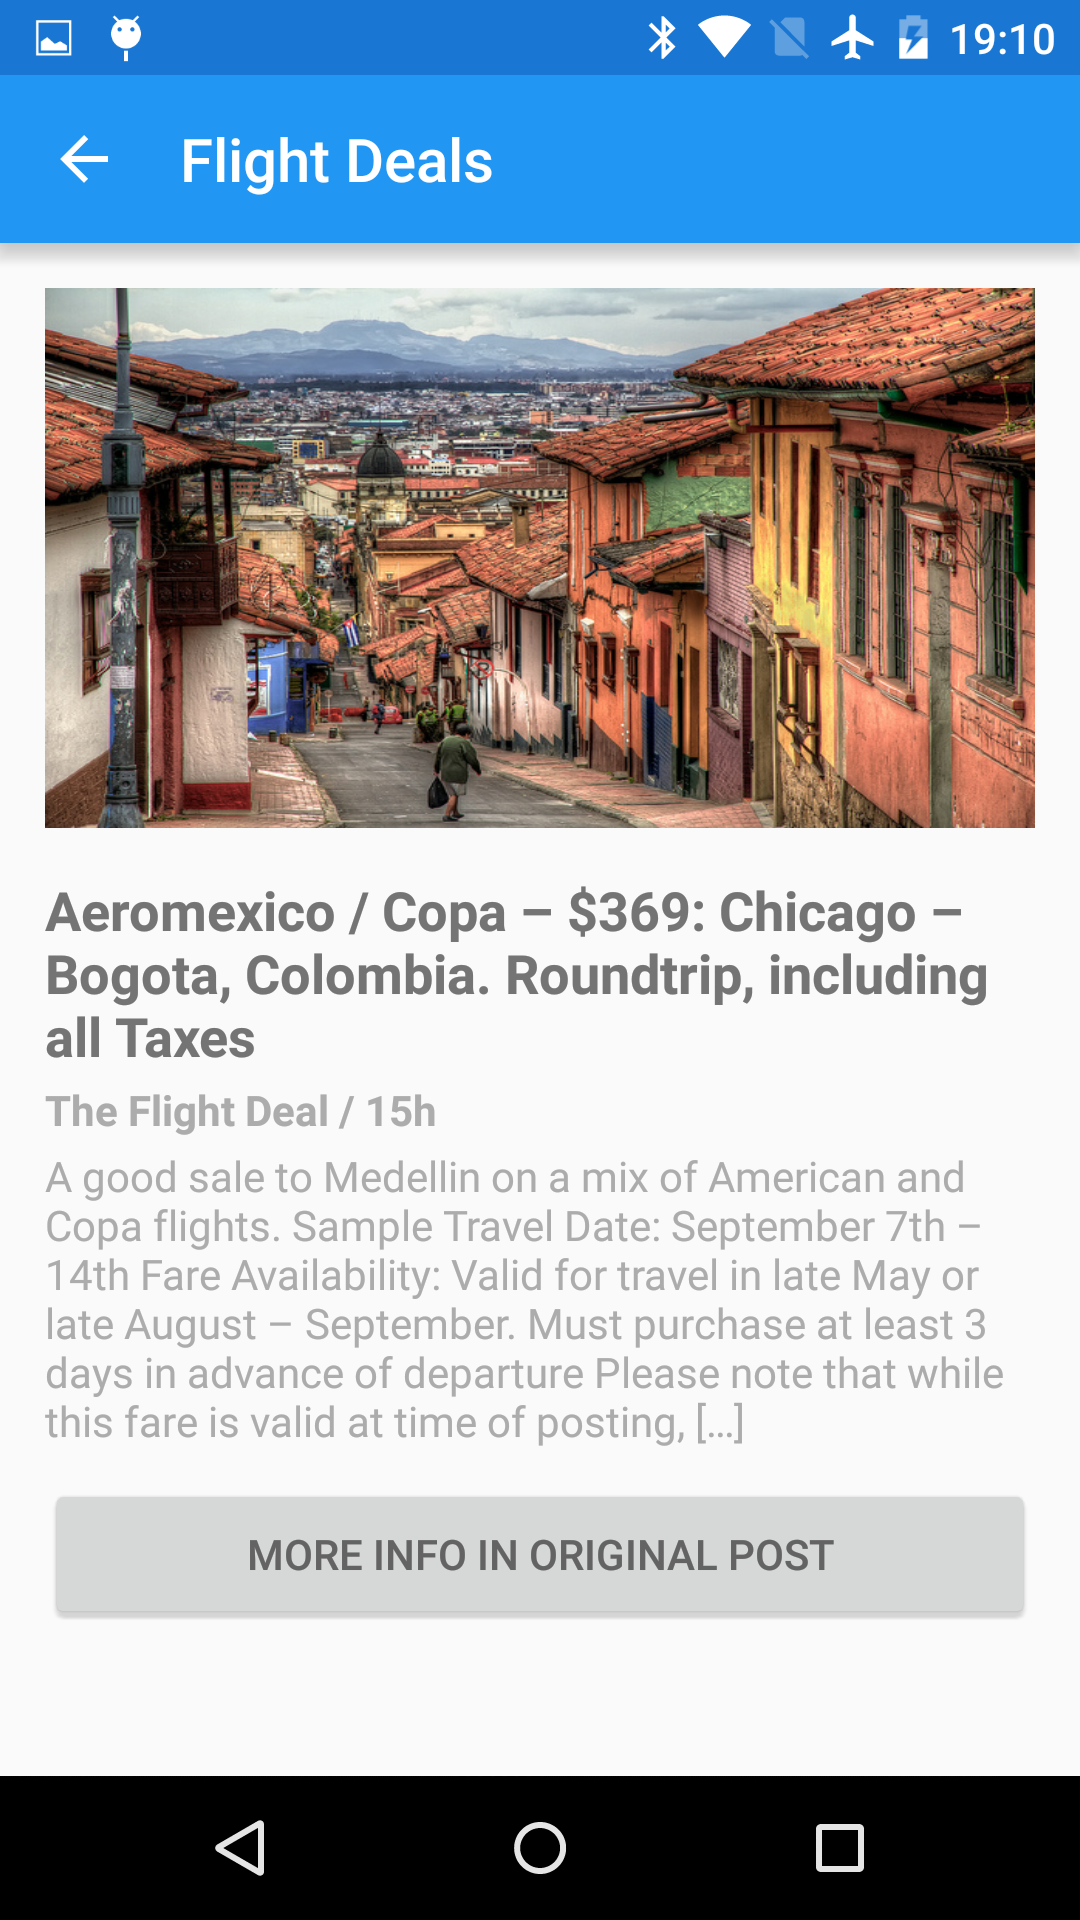 19:10
Flight Deals
Aeromexico / Copa – $369: Chicago –
Bogota, Colombia. Roundtrip, including
all Taxes
The Flight Deal / 15h
A good sale to Medellin on a mix of American and
Copa flights. Sample Travel Date: September 7th –
14th Fare Availability: Valid for travel in late May or
late August – September. Must purchase at least 3
days in advance of departure Please note that while
this fare is valid at time of posting, [...]
MORE INFO IN ORIGINAL POST